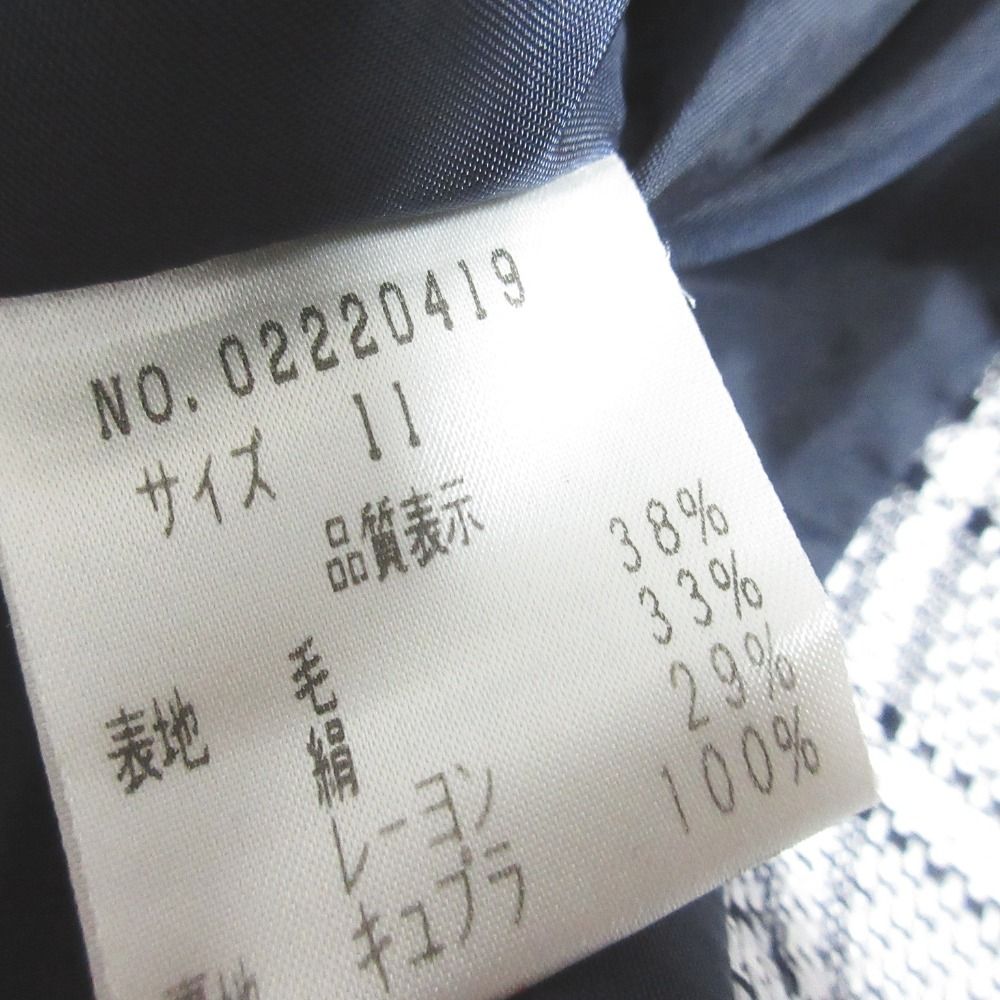 NO. 02220419
サイズ 11
品質表示
表地 毛 38%
絹 33%
レーヨン 29%
キュプラ 100%